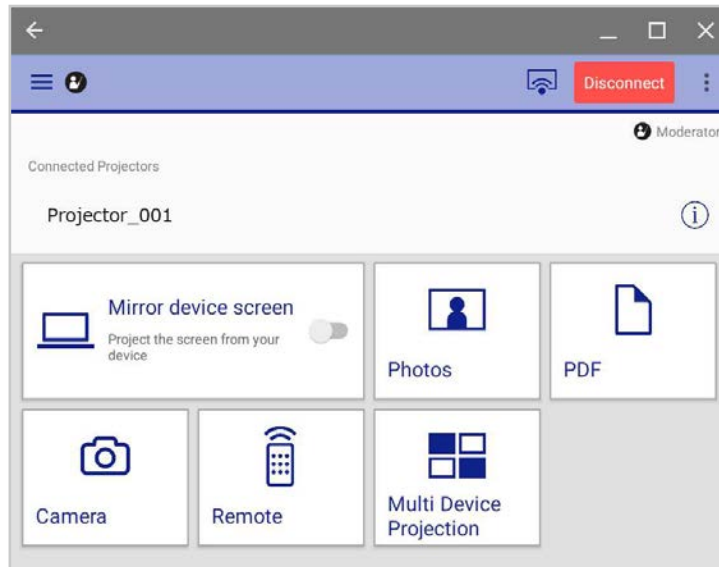 Disconnect
Moderator
Connected Projectors
Projector_001
Mirror device screen
Project the screen from your
device
Photos
PDF
Camera
Remote
Multi Device
Projection